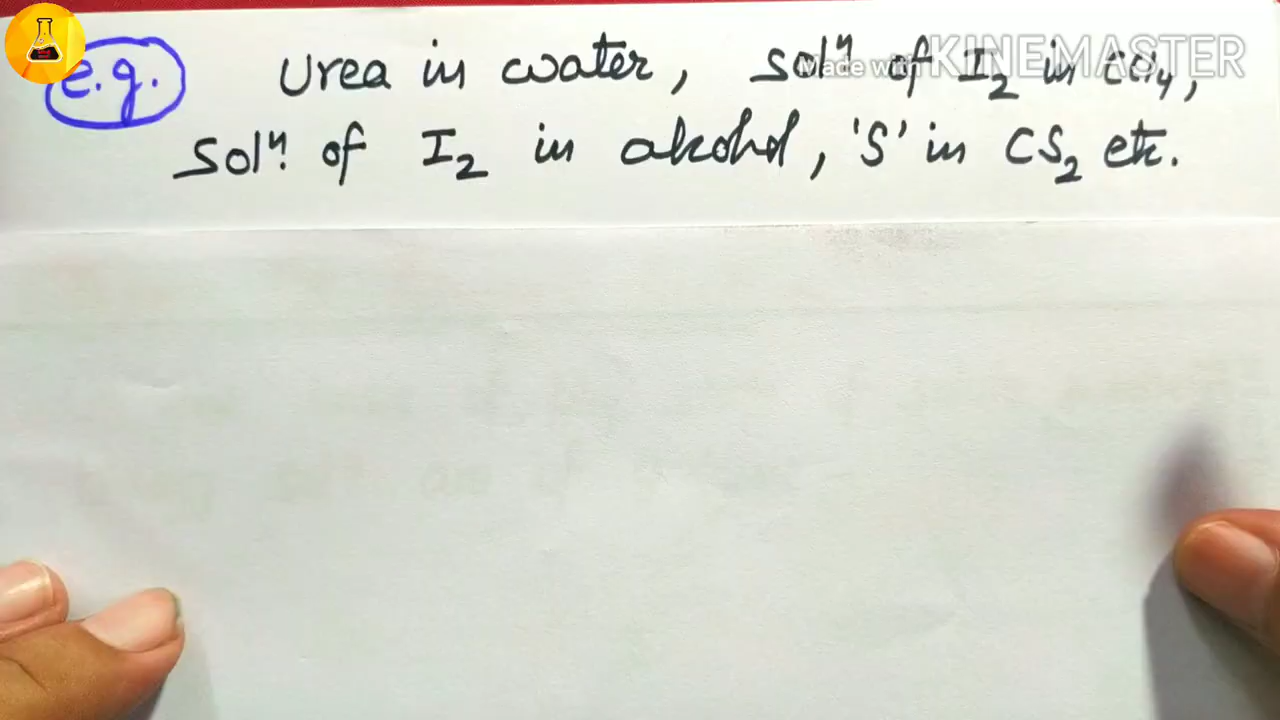 e.g. Urea in water, solⁿ of I₂ in CCl₄,
Solⁿ. of I₂ in alcohol, 'S' in CS₂ etc.
Made with KINEMASTER